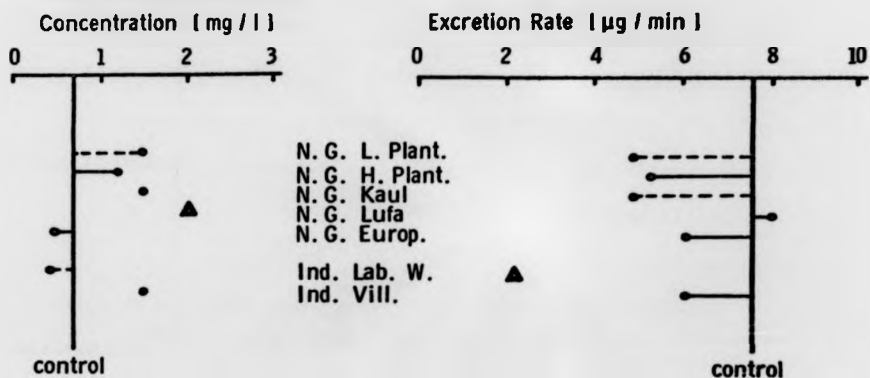 Concentration [ mg / l ]
Excretion Rate [ µg / min ]
0 1 2 3
0 2 4 6 8 10
N. G. L. Plant.
N. G. H. Plant.
N. G. Kaul
N. G. Lufa
N. G. Europ.
Ind. Lab. W.
Ind. Vill.
control
control